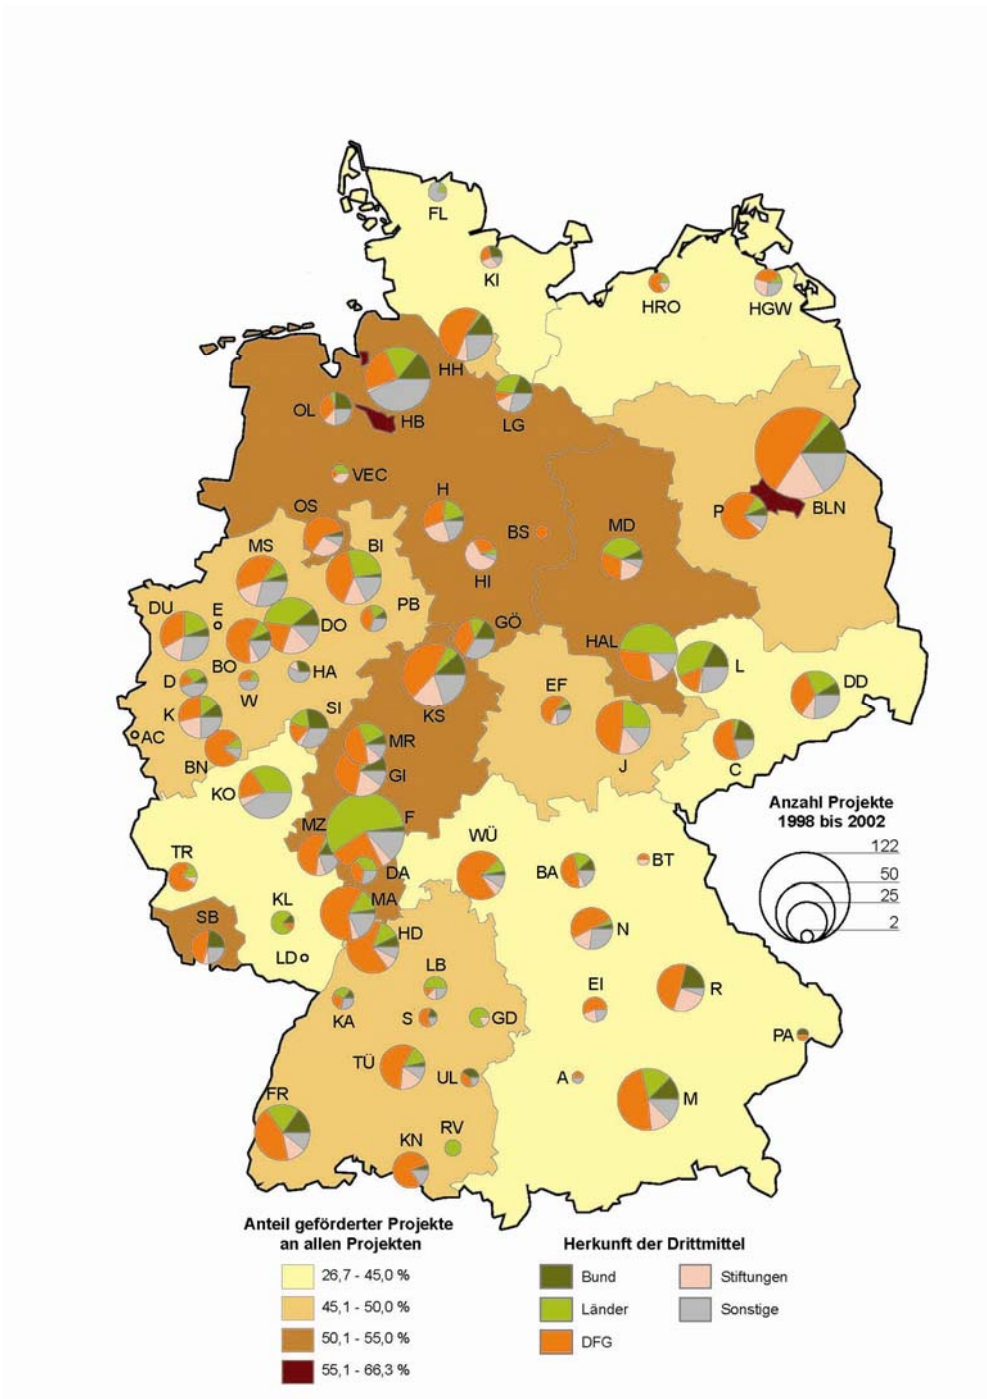 FL
KI
HRO
HGW
HH
OL
HB
LG
VEC
H
OS
BS
MD
P
BLN
MS
BI
HI
DU
E
PB
GÖ
DO
HAL
BO
HA
L
D
W
EF
DD
K
SI
KS
AC
MR
J
C
BN
GI
KO
Anzahl Projekte
1998 bis 2002
MZ
F
WÜ
122
TR
DA
BA
BT
50
KL
MA
25
SB
2
HD
N
LD
LB
EI
R
KA
S
GD
PA
TÜ
UL
A
FR
M
KN
RV
Anteil geförderter Projekte
an allen Projekten
Herkunft der Drittmittel
26,7 - 45,0 %
Bund
Stiftungen
45,1 - 50,0 %
Länder
Sonstige
50,1 - 55,0 %
DFG
55,1 - 66,3 %